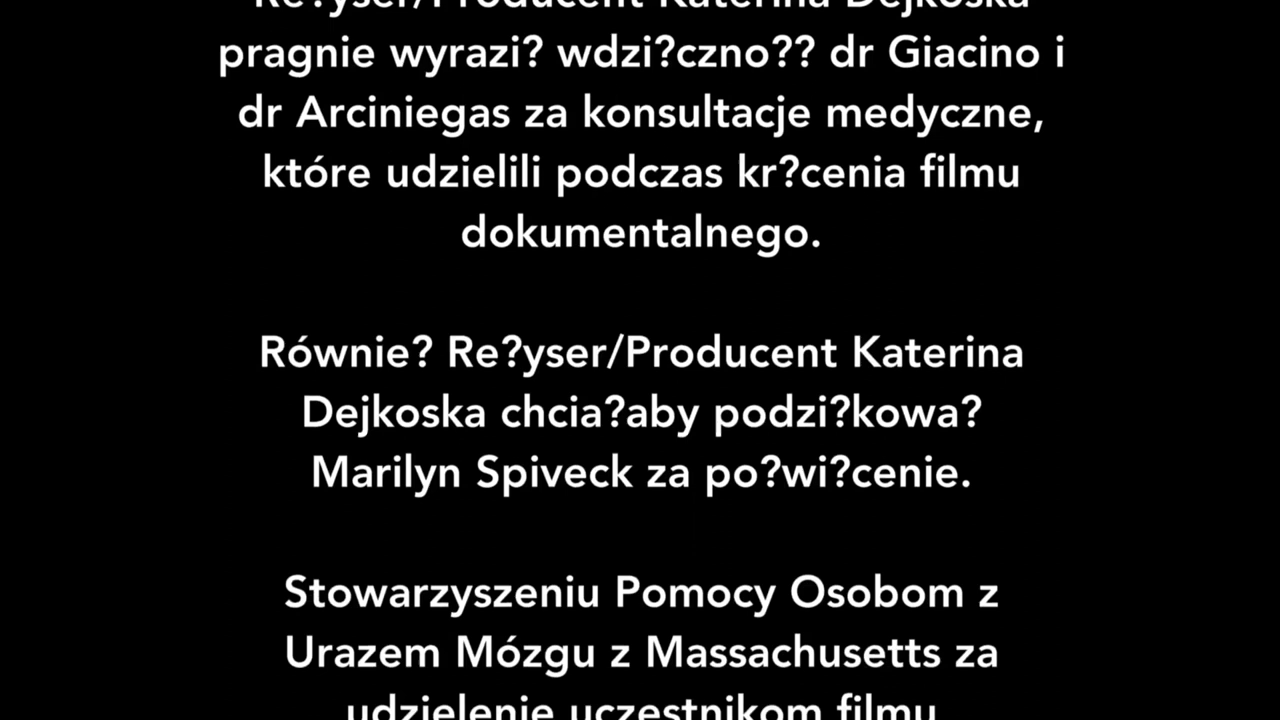 Re?yser/Producent Katerina Dejkoska
pragnie wyrazi? wdzi?czno?? dr Giacino i
dr Arciniegas za konsultacje medyczne,
które udzielili podczas kr?cenia filmu
dokumentalnego.
Równie? Re?yser/Producent Katerina
Dejkoska chcia?aby podzi?kowa?
Marilyn Spiveck za po?wi?cenie.
Stowarzyszeniu Pomocy Osobom z
Urazem Mózgu z Massachusetts za
udzielenie uczestnikom filmu